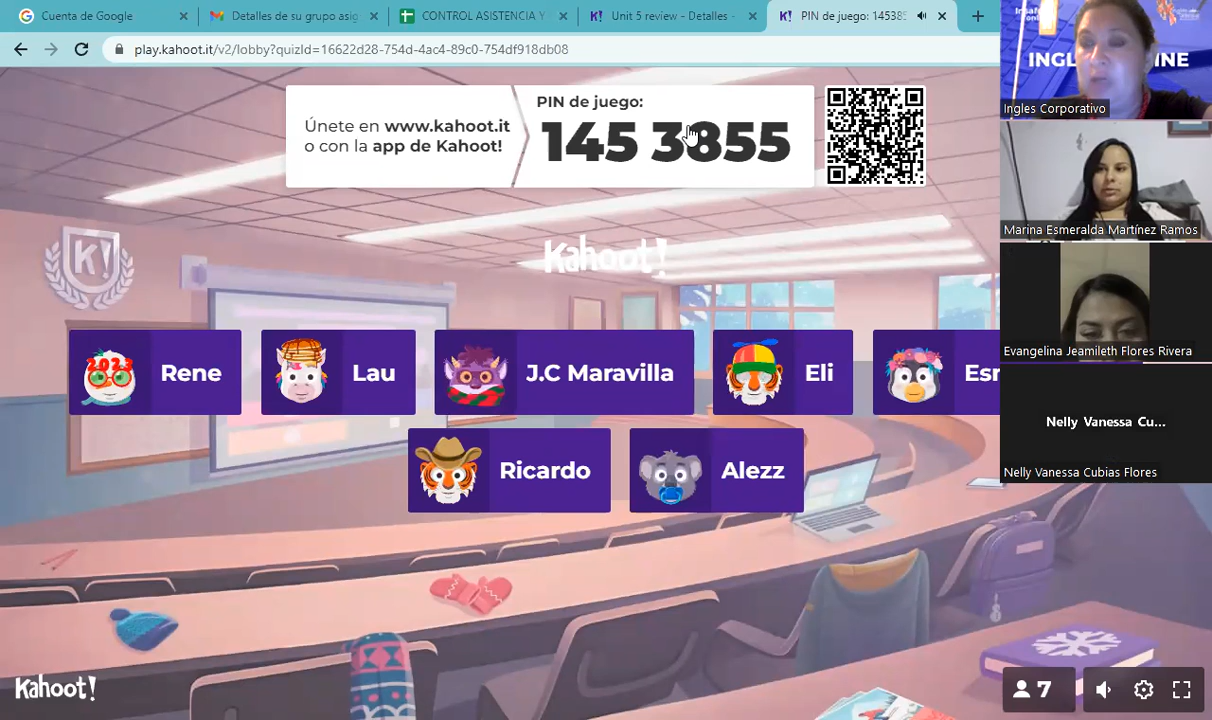 Cuenta de Google
Detalles de su grupo asig
CONTROL ASISTENCIA Y
Unit 5 review - Detalles -
PIN de juego: 14538
play.kahoot.it/v2/lobby?quizId=16622d28-754d-4ac4-89c0-754df918db08
Únete en www.kahoot.it
o con la app de Kahoot!
PIN de juego:
145 3855
K!
Kahoot!
Rene
Lau
J.C Maravilla
Eli
Esr
Ricardo
Alezz
Kahoot!
7
Ingles Corporativo
Marina Esmeralda Martínez Ramos
Evangelina Jeamileth Flores Rivera
Nelly Vanessa Cu...
Nelly Vanessa Cubias Flores